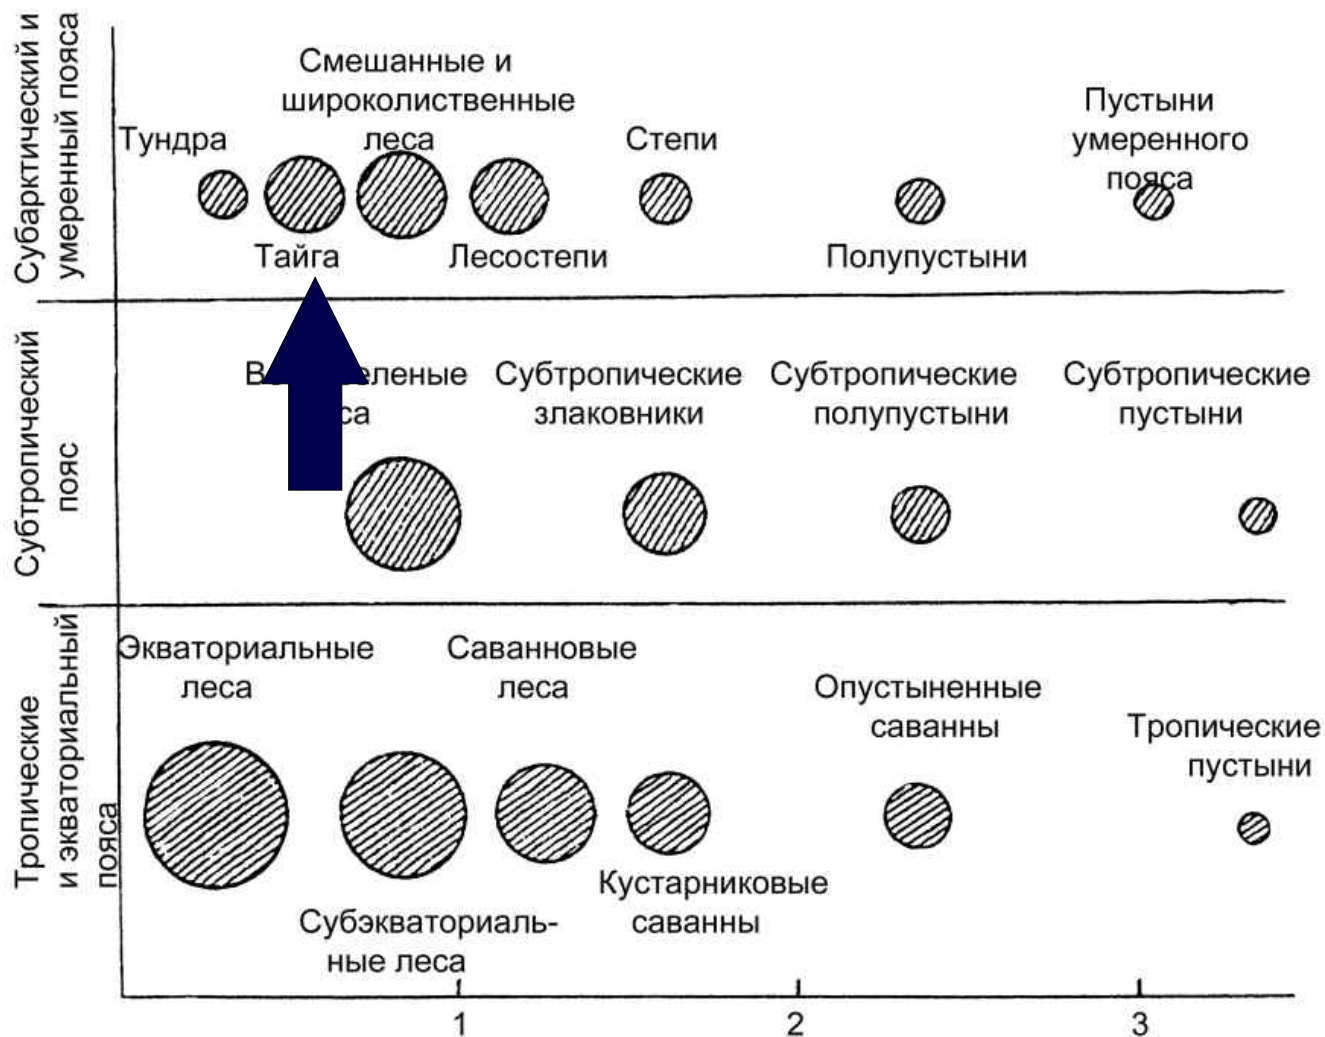 Субарктический и
умеренный пояса
Смешанные и
широколиственные
леса
Тундра
Степи
Пустыни
умеренного
пояса
Тайга
Лесостепи
Полупустыни
Субтропический
пояс
Субтропические
злаковники
Субтропические
полупустыни
Субтропические
пустыни
Тропические
и экваториальный
пояса
Экваториальные
леса
Саванновые
леса
Опустыненные
саванны
Тропические
пустыни
Кустарниковые
саванны
Субэкваториаль-
ные леса
1
2
3